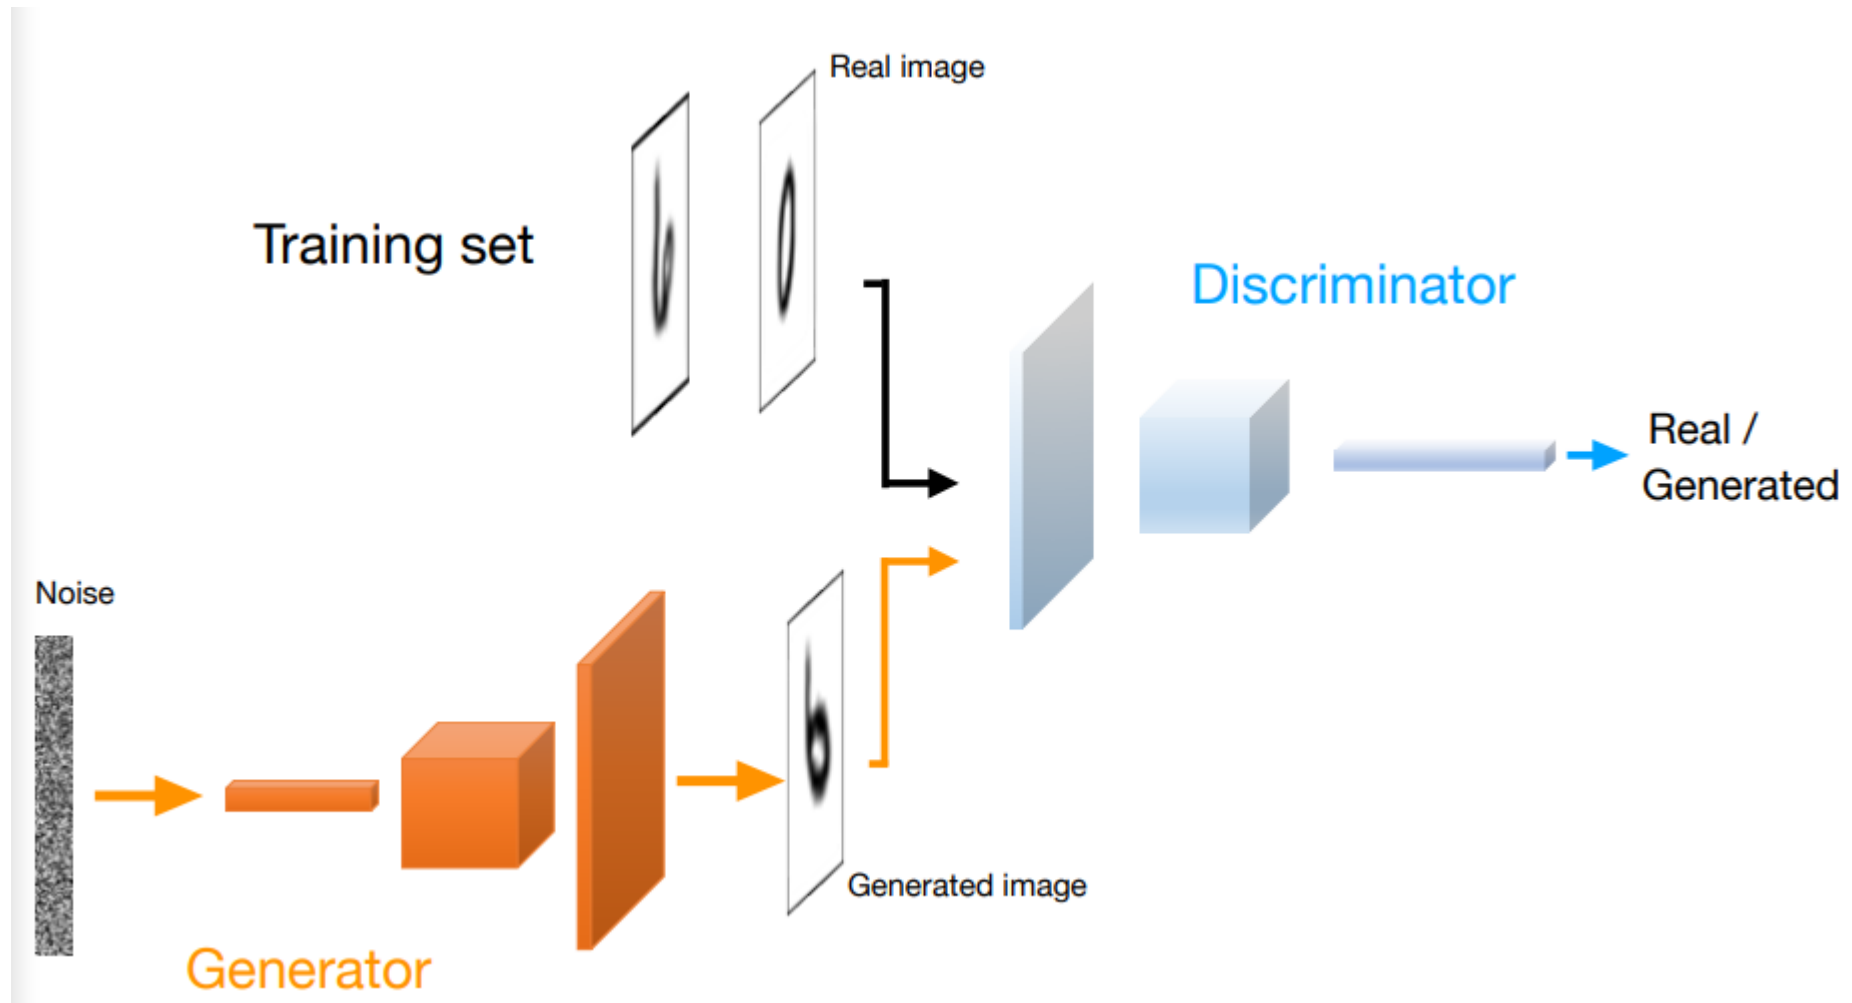 Real image
Training set
Discriminator
Real /
Generated
Noise
Generated image
Generator